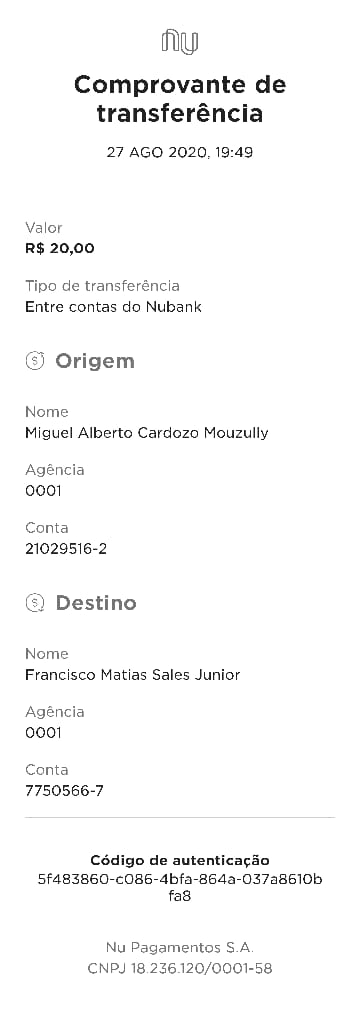 nu
Comprovante de
transferência
27 AGO 2020, 19:49
Valor
R$ 20,00
Tipo de transferência
Entre contas do Nubank
Origem
Nome
Miguel Alberto Cardozo Mouzully
Agência
0001
Conta
21029516-2
Destino
Nome
Francisco Matias Sales Junior
Agência
0001
Conta
7750566-7
Código de autenticação
5f483860-c086-4bfa-864a-037a8610b
fa8
Nu Pagamentos S.A.
CNPJ 18.236.120/0001-58